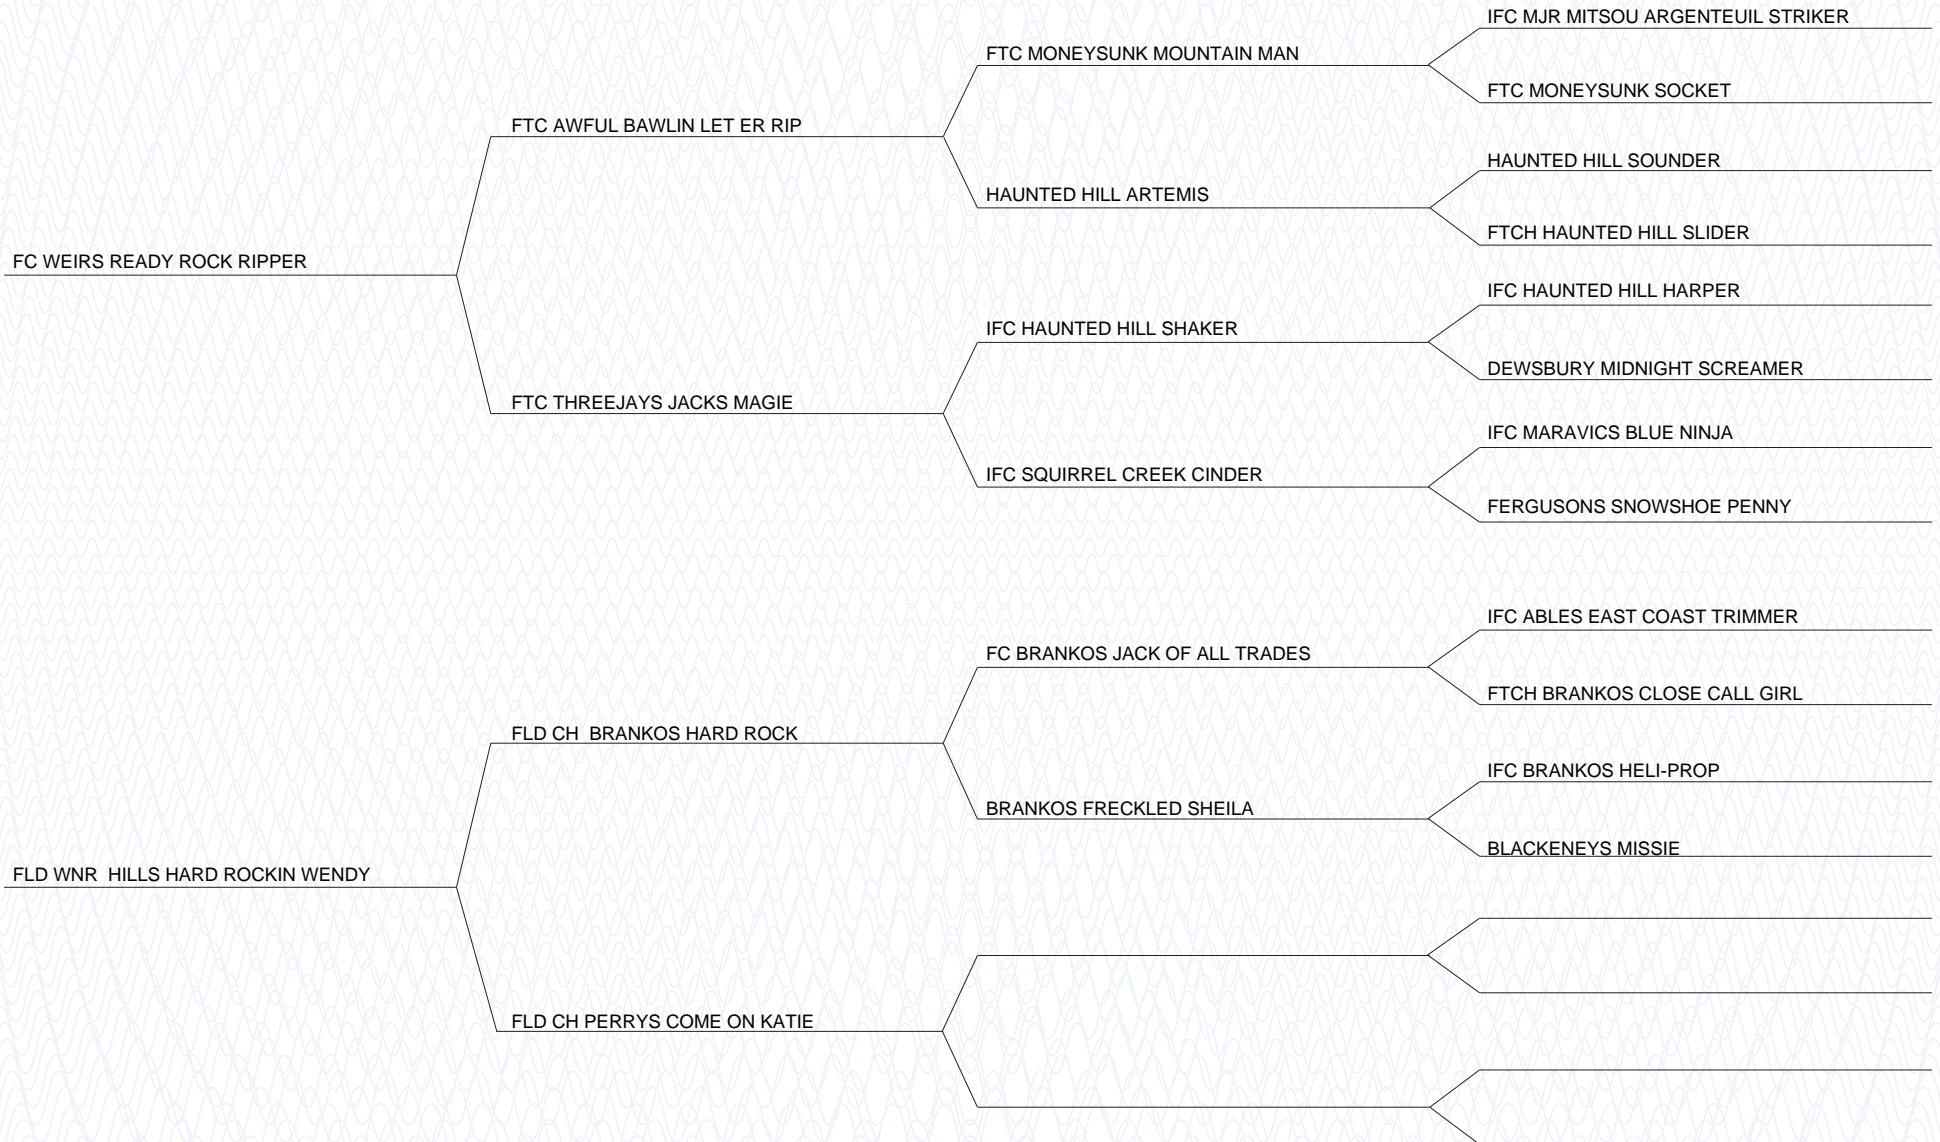 IFC MJR MITSOU ARGENTEUIL STRIKER
FTC MONEYSUNK MOUNTAIN MAN
FTC MONEYSUNK SOCKET
FTC AWFUL BAWLIN LET ER RIP
HAUNTED HILL SOUNDER
HAUNTED HILL ARTEMIS
FTCH HAUNTED HILL SLIDER
FC WEIRS READY ROCK RIPPER
IFC HAUNTED HILL HARPER
IFC HAUNTED HILL SHAKER
DEWSBURY MIDNIGHT SCREAMER
FTC THREEJAYS JACKS MAGIE
IFC MARAVICS BLUE NINJA
IFC SQUIRREL CREEK CINDER
FERGUSONS SNOWSHOE PENNY
IFC ABLES EAST COAST TRIMMER
FC BRANKOS JACK OF ALL TRADES
FTCH BRANKOS CLOSE CALL GIRL
FLD CH  BRANKOS HARD ROCK
IFC BRANKOS HELI-PROP
BRANKOS FRECKLED SHEILA
BLACKENEYS MISSIE
FLD WNR  HILLS HARD ROCKIN WENDY
FLD CH PERRYS COME ON KATIE